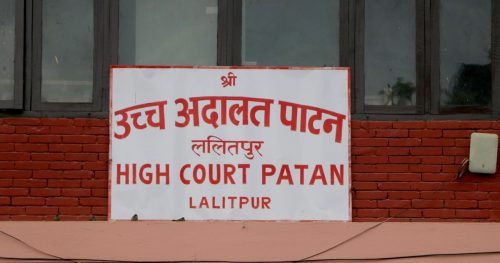 श्री
उच्च अदालत पाटन
ललितपुर
HIGH COURT PATAN
LALITPUR